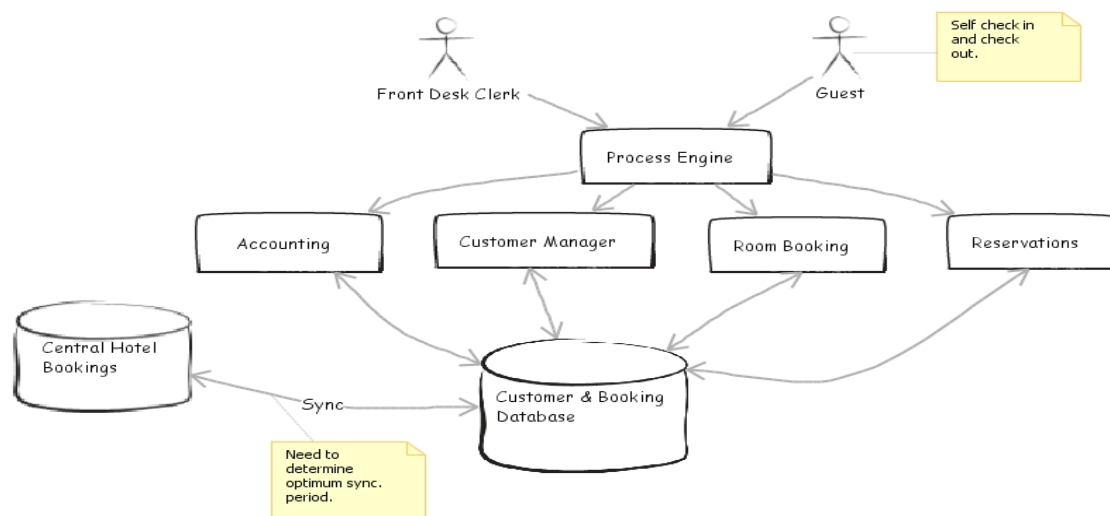 Self check in
and check
out.
Front Desk Clerk
Guest
Process Engine
Accounting
Customer Manager
Room Booking
Reservations
Central Hotel
Bookings
Customer & Booking
Database
Sync
Need to
determine
optimum sync.
period.